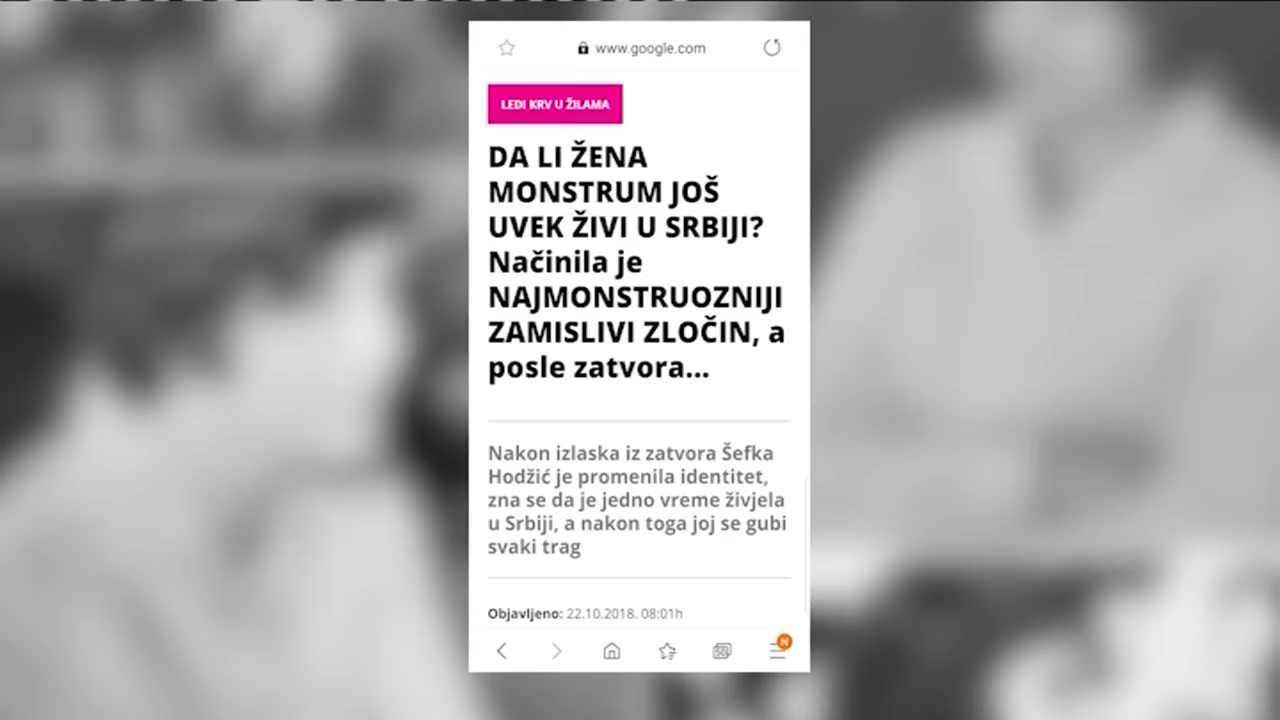 www.google.com
LEDI KRV U ŽILAMA
DA LI ŽENA
MONSTRUM JOŠ
UVEK ŽIVI U SRBIJI?
Načinila je
NAJMONSTRUOZNIJI
ZAMISLIVI ZLOČIN, a
posle zatvora...
Nakon izlaska iz zatvora Šefka
Hodžić je promenila identitet,
zna se da je jedno vreme živjela
u Srbiji, a nakon toga joj se gubi
svaki trag
Objavljeno: 22.10.2018. 08:01h
50
N